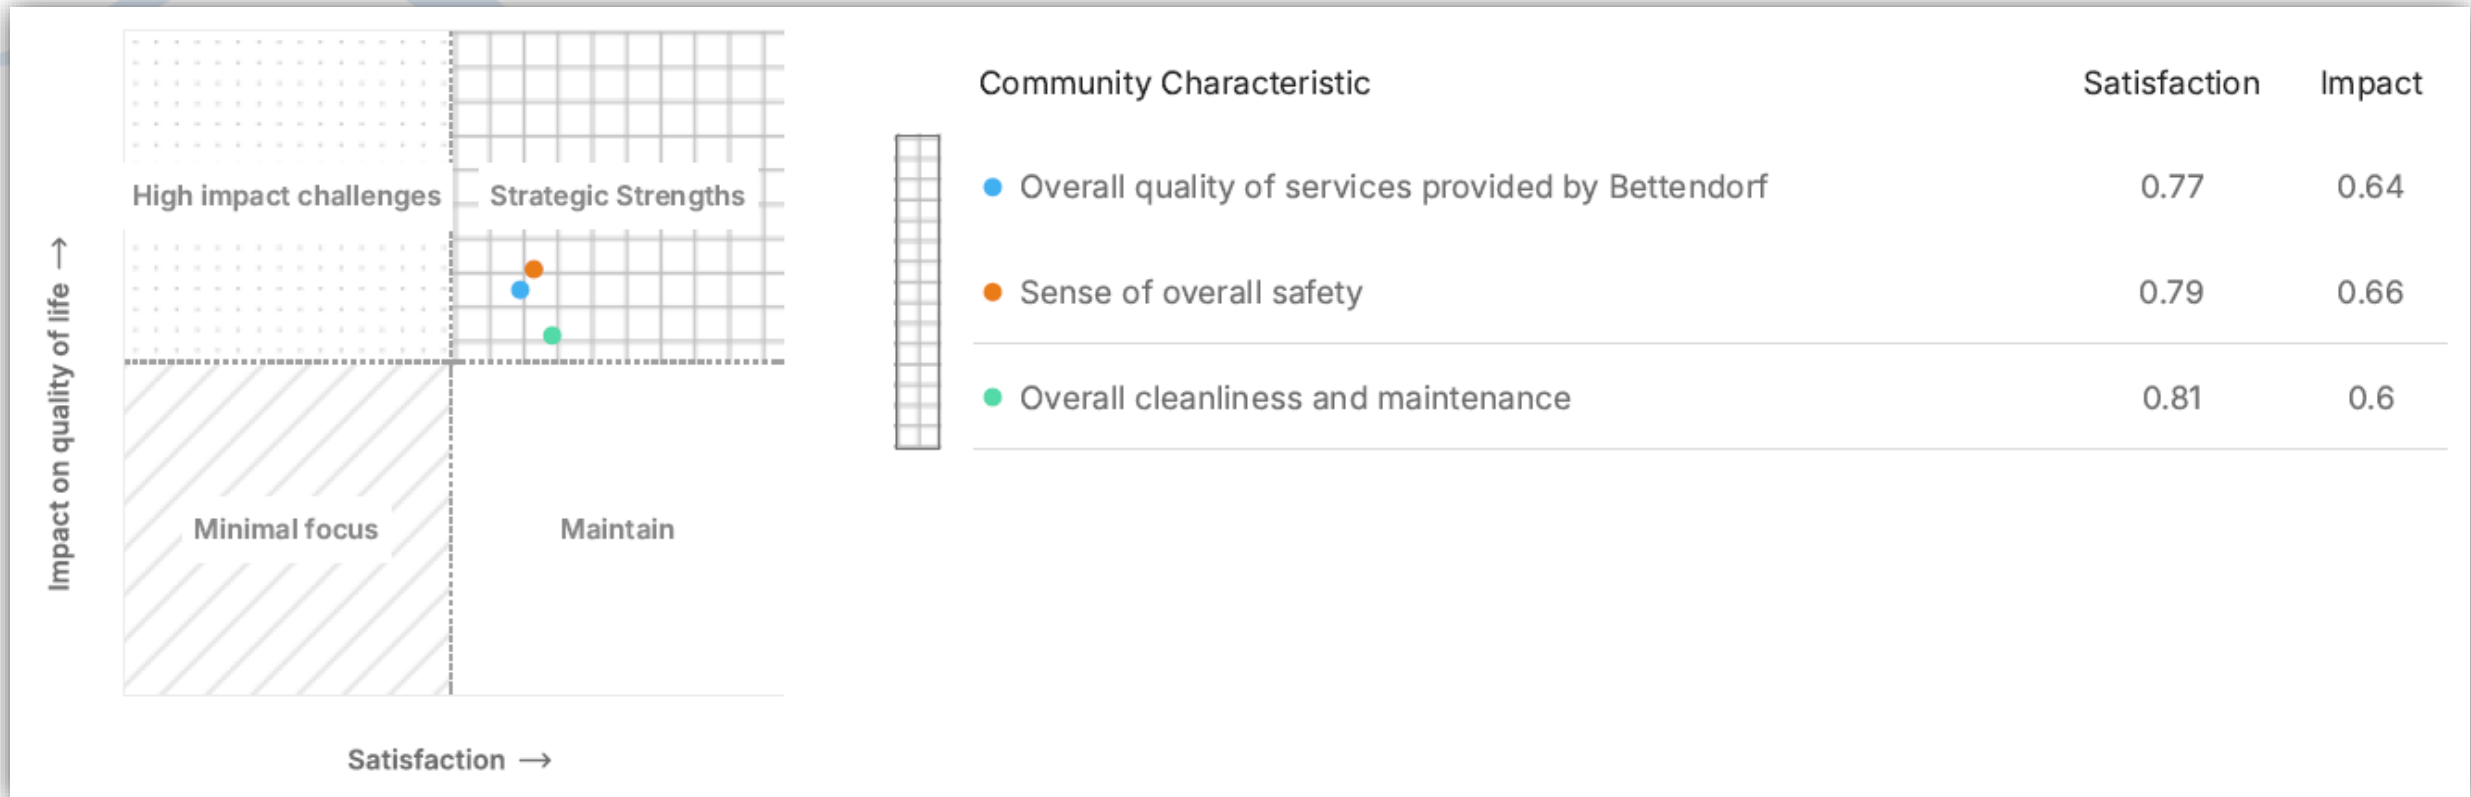 High impact challenges
Strategic Strengths
Minimal focus
Maintain
Impact on quality of life →
Satisfaction →
Community Characteristic Satisfaction Impact
Overall quality of services provided by Bettendorf 0.77 0.64
Sense of overall safety 0.79 0.66
Overall cleanliness and maintenance 0.81 0.6